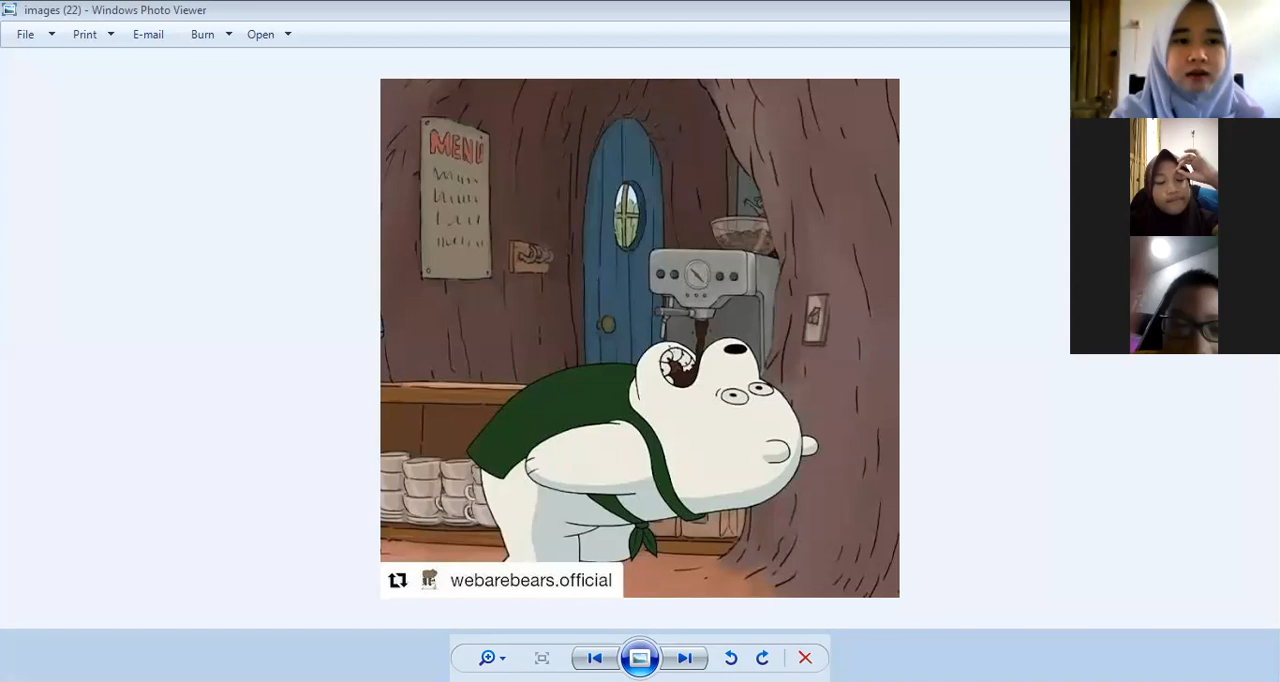 images (22) - Windows Photo Viewer
File Print E-mail Burn Open
MENU
webarebears.official